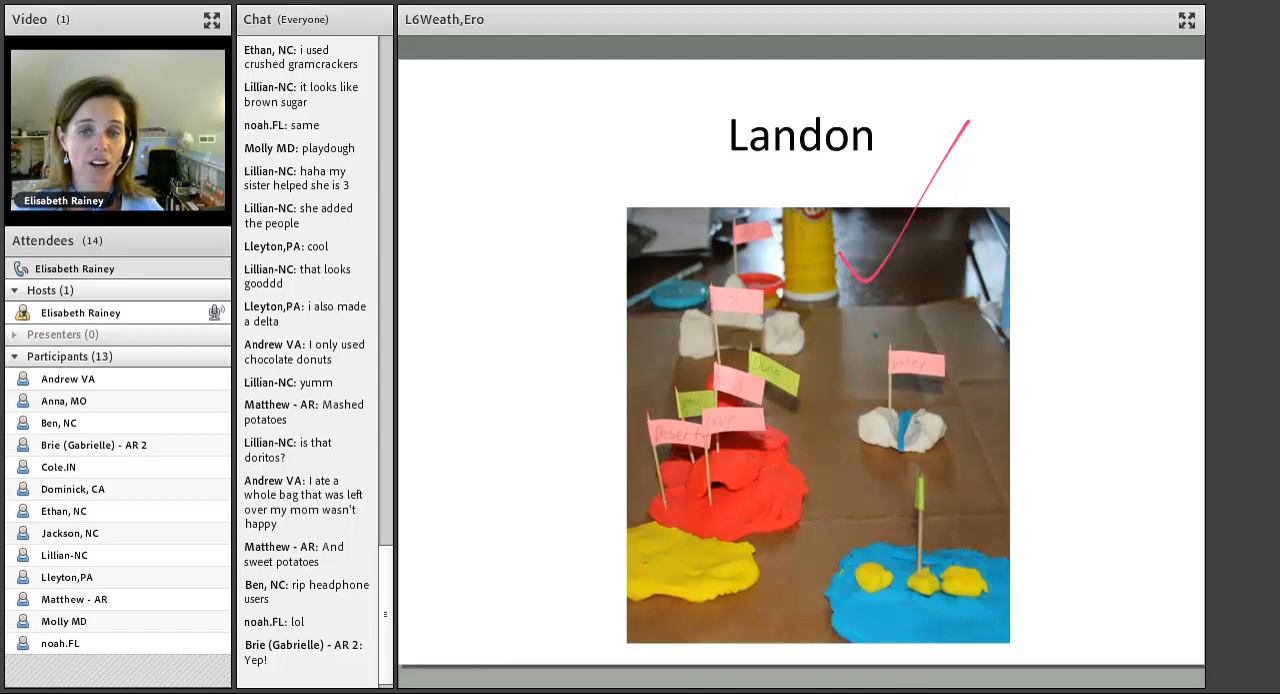 Video (1)
Elisabeth Rainey
Attendees (14)
Elisabeth Rainey
Hosts (1)
Elisabeth Rainey
Presenters (0)
Participants (13)
Andrew VA
Anna, MO
Ben, NC
Brie (Gabrielle) - AR 2
Cole.IN
Dominick, CA
Ethan, NC
Jackson, NC
Lillian-NC
Lleyton,PA
Matthew - AR
Molly MD
noah.FL
Chat (Everyone)
Ethan, NC: i used
crushed gramcrackers
Lillian-NC: it looks like
brown sugar
noah.FL: same
Molly MD: playdough
Lillian-NC: haha my
sister helped she is 3
Lillian-NC: she added
the people
Lleyton,PA: cool
Lillian-NC: that looks
gooddd
Lleyton,PA: i also made
a delta
Andrew VA: I only used
chocolate donuts
Lillian-NC: yumm
Matthew - AR: Mashed
potatoes
Lillian-NC: is that
doritos?
Andrew VA: I ate a
whole bag that was left
over my mom wasn't
happy
Matthew - AR: And
sweet potatoes
Ben, NC: rip headphone
users
noah.FL: lol
Brie (Gabrielle) - AR 2:
Yep!
L6Weath,Ero
Landon
Desert